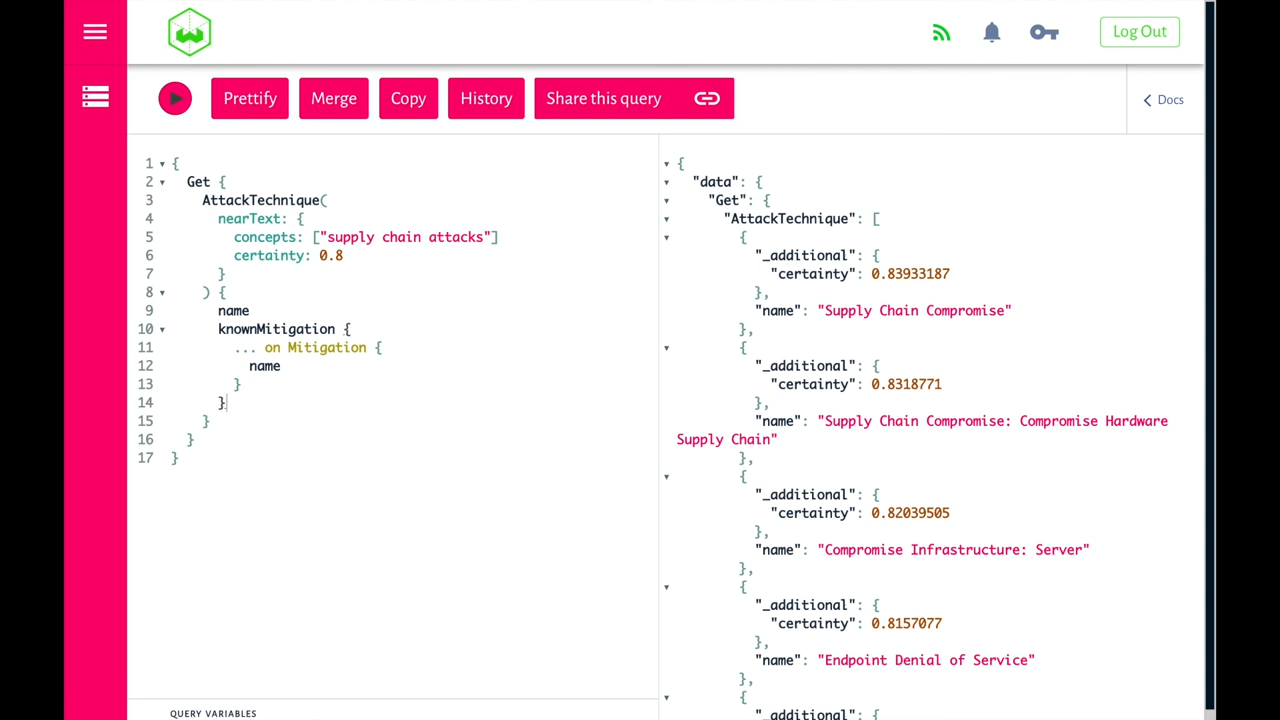 Log Out
Prettify
Merge
Copy
History
Share this query
Docs
1 {
2 Get {
3 AttackTechnique(
4 nearText: {
5 concepts: ["supply chain attacks"]
6 certainty: 0.8
7 }
8 ) {
9 name
10 knownMitigation {
11 ... on Mitigation {
12 name
13 }
14 }
15 }
16 }
17 }
QUERY VARIABLES
{
"data": {
"Get": {
"AttackTechnique": [
{
"_additional": {
"certainty": 0.83933187
},
"name": "Supply Chain Compromise"
},
{
"_additional": {
"certainty": 0.8318771
},
"name": "Supply Chain Compromise: Compromise Hardware
Supply Chain"
},
{
"_additional": {
"certainty": 0.82039505
},
"name": "Compromise Infrastructure: Server"
},
{
"_additional": {
"certainty": 0.8157077
},
"name": "Endpoint Denial of Service"
},
{
"_additional": {